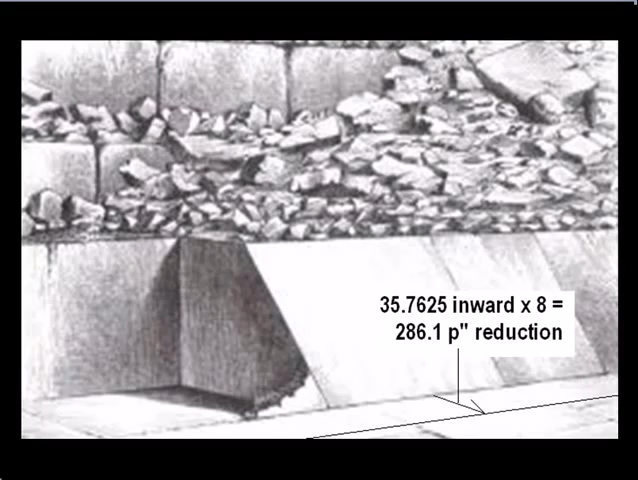 35.7625 inward x 8 =
286.1 p" reduction